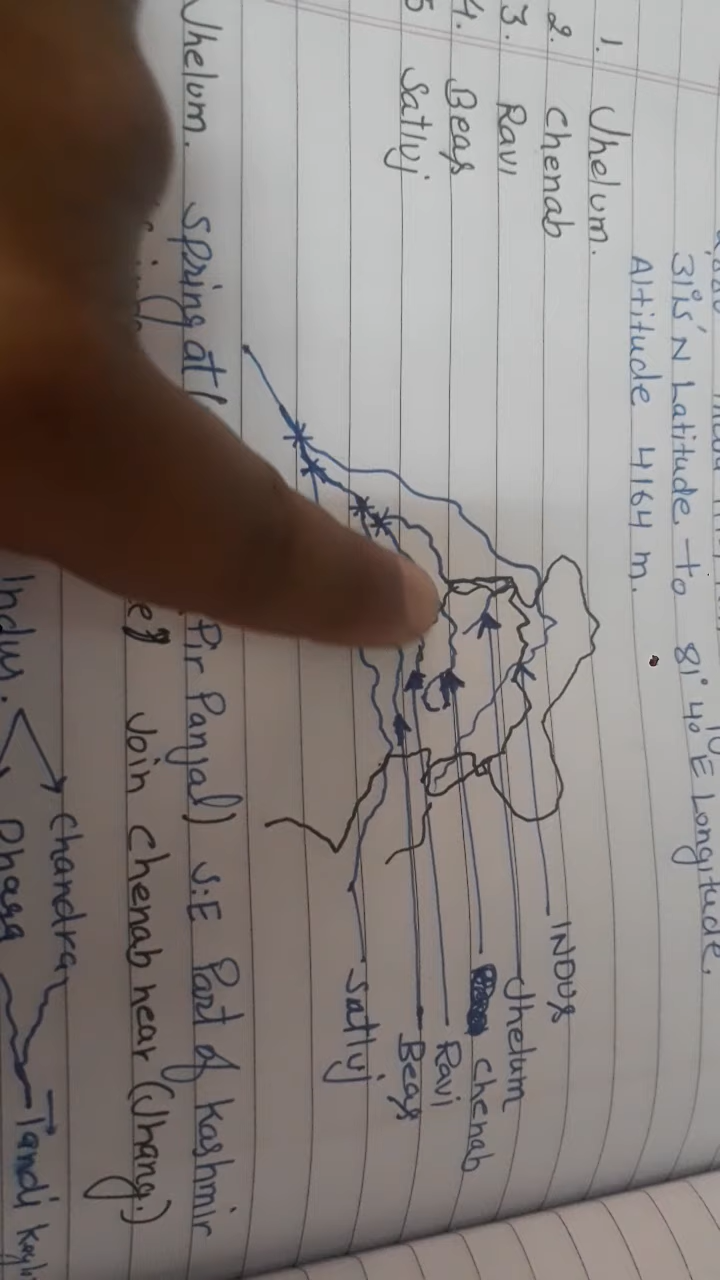 31°15' N Latitude to 81° 40' E Longitude.
Altitude 4164 m.
1. Jhelum.
2. Chenab
3. Ravi
4. Beas
5 Satluj
INDUS
Jhelum
Chenab
Ravi
Beas
Satluj
Jhelum. spring at Pir Panjal) S.E Part of Kashmir
Join Chenab near (Jhang.)
Chandra
Indus.
Tandi